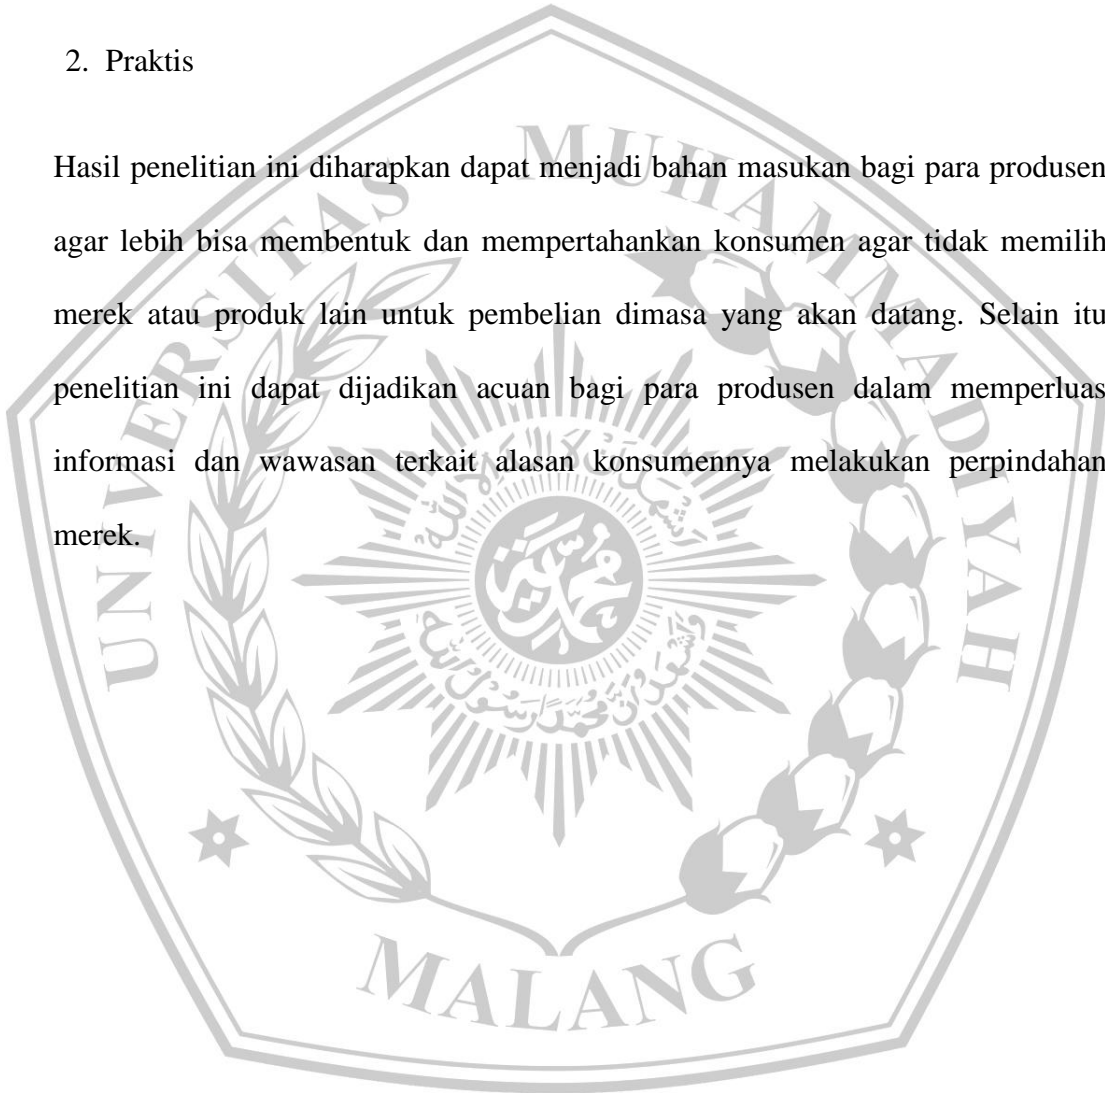 2. Praktis
Hasil penelitian ini diharapkan dapat menjadi bahan masukan bagi para produsen
agar lebih bisa membentuk dan mempertahankan konsumen agar tidak memilih
merek atau produk lain untuk pembelian dimasa yang akan datang. Selain itu
penelitian ini dapat dijadikan acuan bagi para produsen dalam memperluas
informasi dan wawasan terkait alasan konsumennya melakukan perpindahan
merek.
UNIVERSITAS MUHAMMADIYAH
MALANG